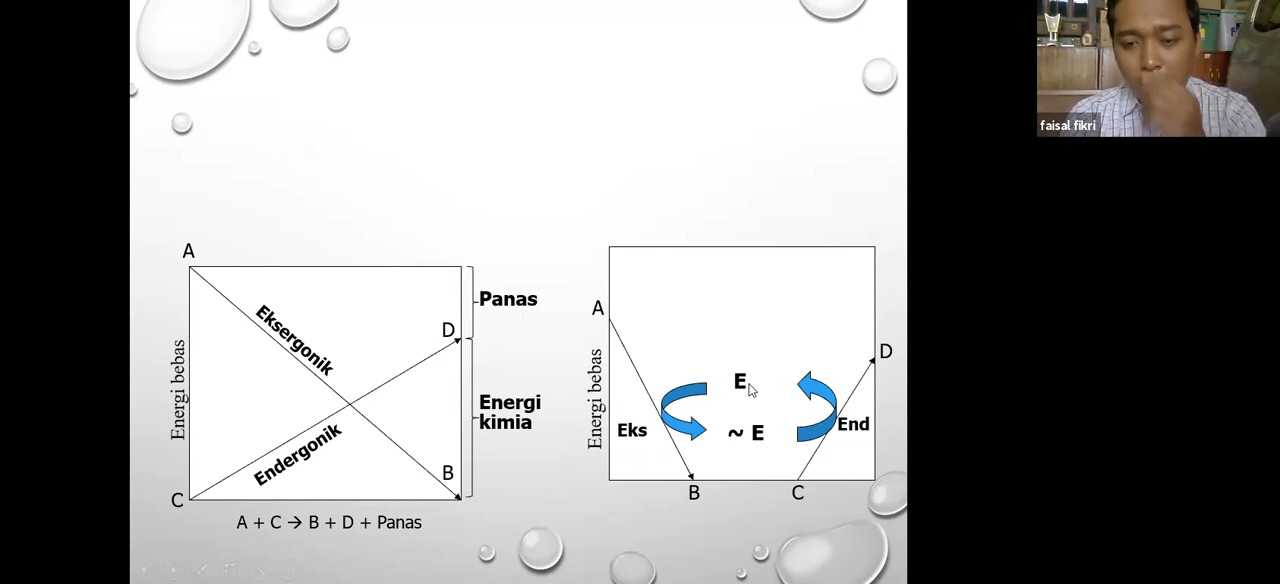 faisal fikri
A
Eksergonik
D
Panas
Energi bebas
Energi
kimia
Endergonik
B
C
A + C → B + D + Panas
A
D
E
Energi bebas
Eks
~ E
End
B
C